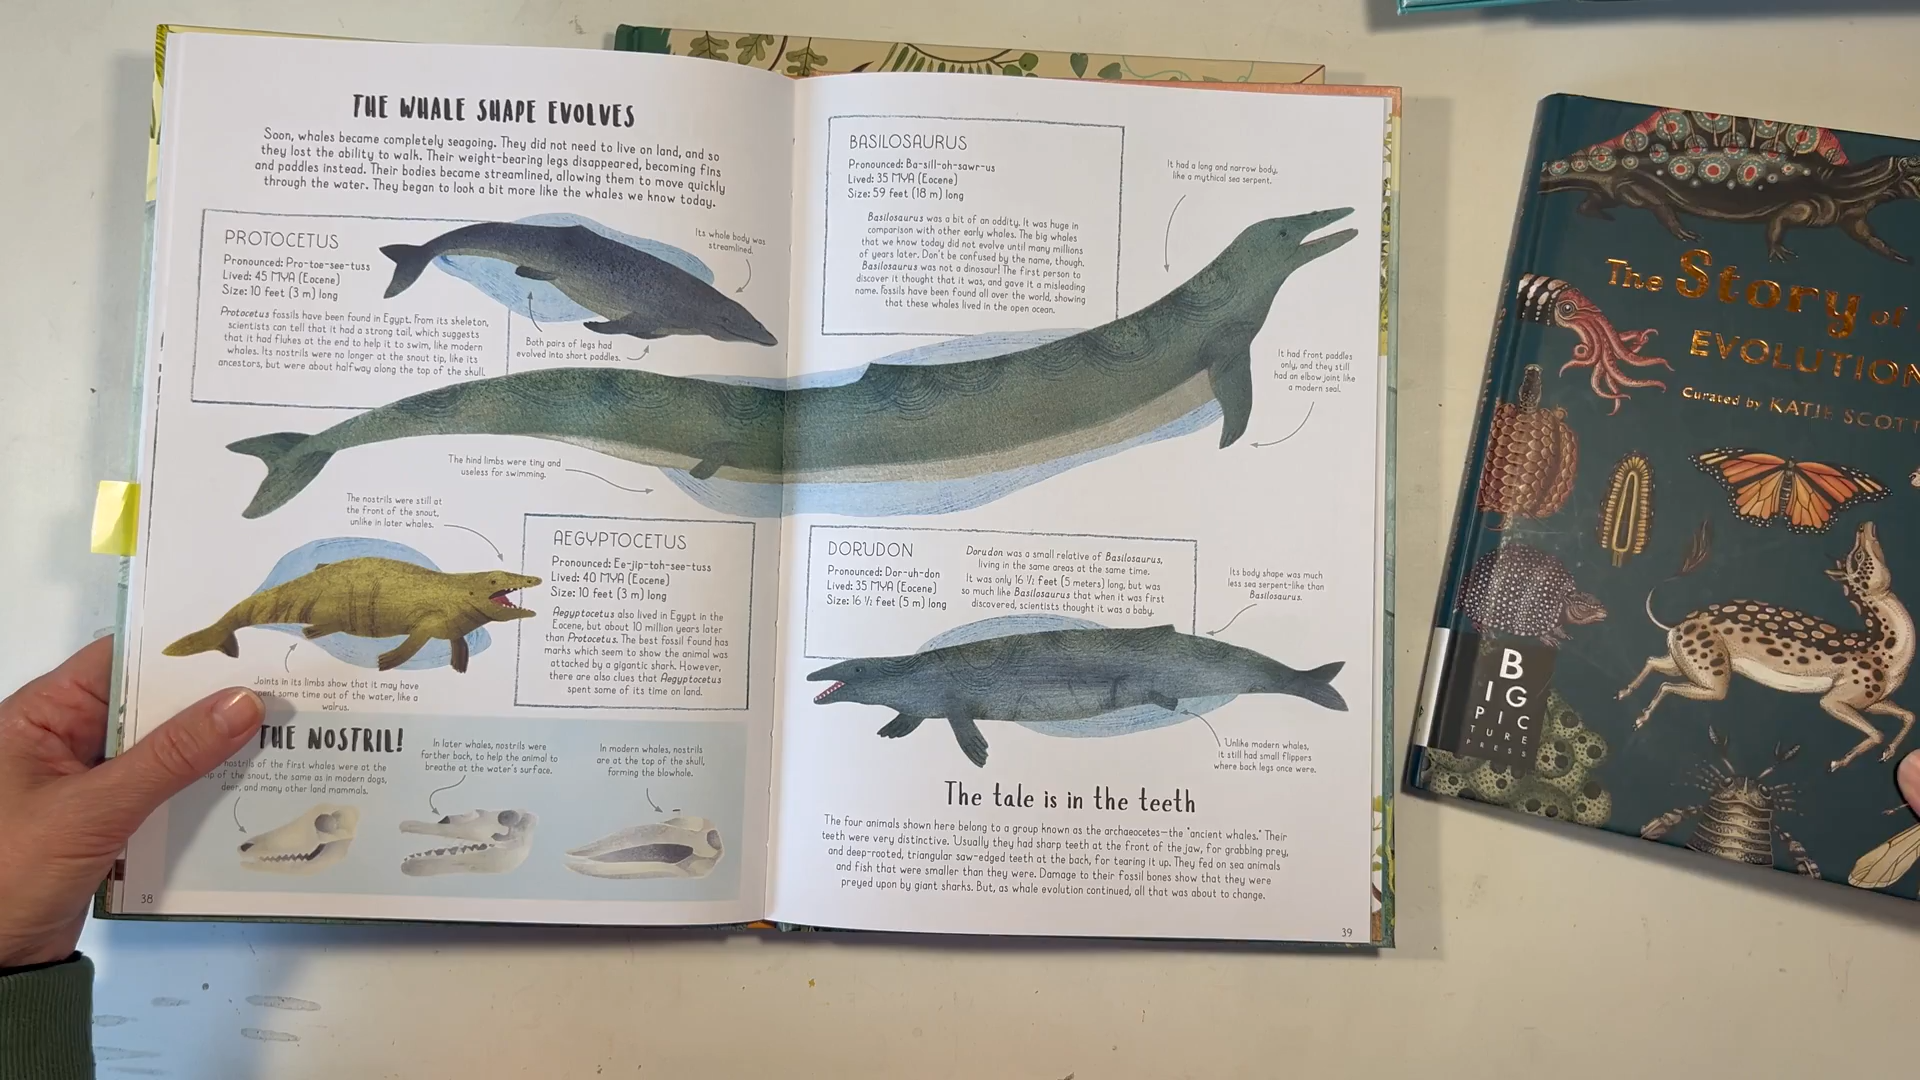 THE WHALE SHAPE EVOLVES
Soon, whales became completely seagoing. They did not need to live on land, and so
they lost the ability to walk. Their weight-bearing legs disappeared, becoming fins
and paddles instead. Their bodies became streamlined, allowing them to move quickly
through the water. They began to look a bit more like the whales we know today.
PROTOCETUS
Pronounced: Pro-toe-see-tuss
Lived: 45 MYA (Eocene)
Size: 10 feet (3 m) long
Protocetus fossils have been found in Egypt. From its skeleton,
scientists can tell that it had a strong tail, which suggests
that it had flukes at the end to help it to swim, like modern
whales. Its nostrils were no longer at the snout tip, like its
ancestors, but were about halfway along the top of the skull.
Its whole body was
streamlined.
Both pairs of legs had
evolved into short paddles.
The hind limbs were tiny and
useless for swimming.
The nostrils were still at
the front of the snout,
unlike in later whales.
AEGYPTOCETUS
Pronounced: Ee-jip-toh-see-tuss
Lived: 40 MYA (Eocene)
Size: 10 feet (3 m) long
Aegyptocetus also lived in Egypt in the
Eocene, but about 10 million years later
than Protocetus. The best fossil found has
marks which seem to show the animal was
attacked by a gigantic shark. However,
there are also clues that Aegyptocetus
spent some of its time on land.
Joints in its limbs show that it may have
spent some time out of the water, like a
walrus.
THE NOSTRIL!
nostrils of the first whales were at the
tip of the snout, the same as in modern dogs,
deer, and many other land mammals.
In later whales, nostrils were
farther back, to help the animal to
breathe at the water's surface.
In modern whales, nostrils
are at the top of the skull,
forming the blowhole.
38
BASILOSAURUS
Pronounced: Ba-sill-oh-sawr-us
Lived: 35 MYA (Eocene)
Size: 59 feet (18 m) long
Basilosaurus was a bit of an oddity. It was huge in
comparison with other early whales. The big whales
that we know today did not evolve until many millions
of years later. Don't be confused by the name, though.
Basilosaurus was not a dinosaur! The first person to
discover it thought that it was, and gave it a misleading
name. Fossils have been found all over the world, showing
that these whales lived in the open ocean.
It had a long and narrow body,
like a mythical sea serpent.
It had front paddles
only, and they still
had an elbow joint like
a modern seal.
DORUDON
Pronounced: Dor-uh-don
Lived: 35 MYA (Eocene)
Size: 16 ½ feet (5 m) long
Dorudon was a small relative of Basilosaurus,
living in the same areas at the same time.
It was only 16 ½ feet (5 meters) long, but was
so much like Basilosaurus that when it was first
discovered, scientists thought it was a baby.
Its body shape was much
less sea serpent-like than
Basilosaurus.
Unlike modern whales,
it still had small flippers
where back legs once were.
The tale is in the teeth
The four animals shown here belong to a group known as the archaeocetes—the "ancient whales." Their
teeth were very distinctive. Usually they had sharp teeth at the front of the jaw, for grabbing prey,
and deep-rooted, triangular saw-edged teeth at the back, for tearing it up. They fed on sea animals
and fish that were smaller than they were. Damage to their fossil bones show that they were
preyed upon by giant sharks. But, as whale evolution continued, all that was about to change.
39
The Story of
EVOLUTION
Curated by KATIE SCOTT
B
IG
PIC
TURE
PRESS